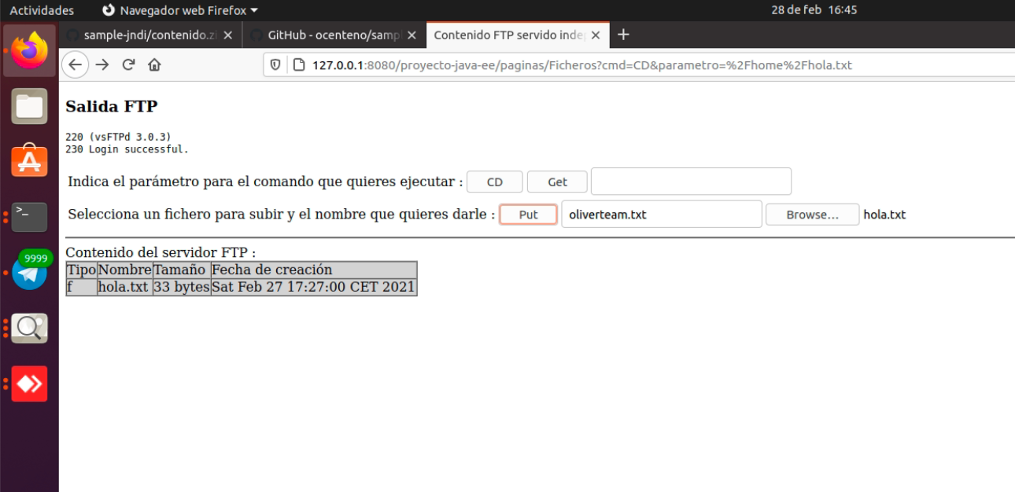 Actividades Navegador web Firefox 28 de feb 16:45
sample-jndi/contenido.z GitHub - ocenteno/samp Contenido FTP servido inde
127.0.0.1:8080/proyecto-java-ee/paginas/Ficheros?cmd=CD&parametro=%2Fhome%2Fhola.txt
Salida FTP
220 (vsFTPd 3.0.3)
230 Login successful.
Indica el parámetro para el comando que quieres ejecutar : CD Get
Selecciona un fichero para subir y el nombre que quieres darle : Put oliverteam.txt Browse... hola.txt
9999
Contenido del servidor FTP :
Tipo Nombre Tamaño Fecha de creación
f hola.txt 33 bytes Sat Feb 27 17:27:00 CET 2021